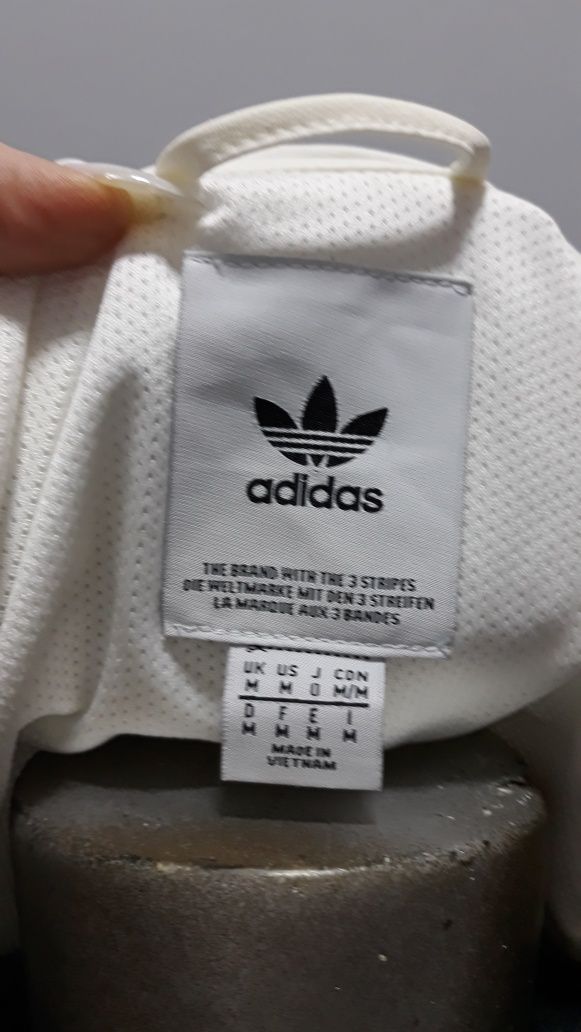 adidas
THE BRAND WITH THE 3 STRIPES
DIE WELTMARKE MIT DEN 3 STREIFEN
LA MARQUE AUX 3 BANDES
UK US J CDN
M M O M/M
D F E I
M M M M
MADE IN
VIETNAM